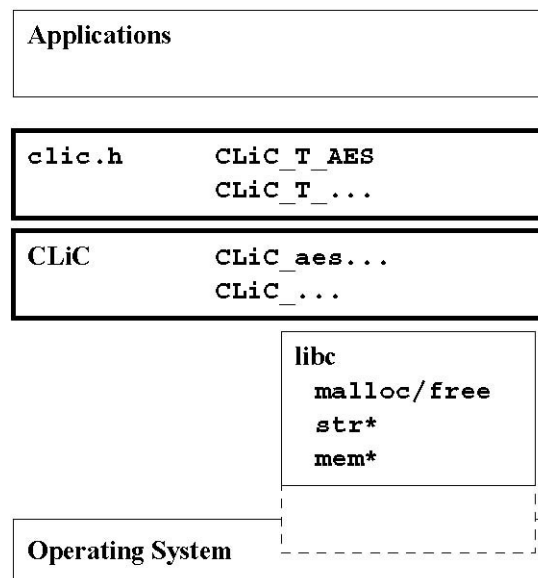 Applications
clic.h CLiC_T_AES
CLiC_T_...
CLiC CLiC_aes...
CLiC_...
libc
malloc/free
str*
mem*
Operating System